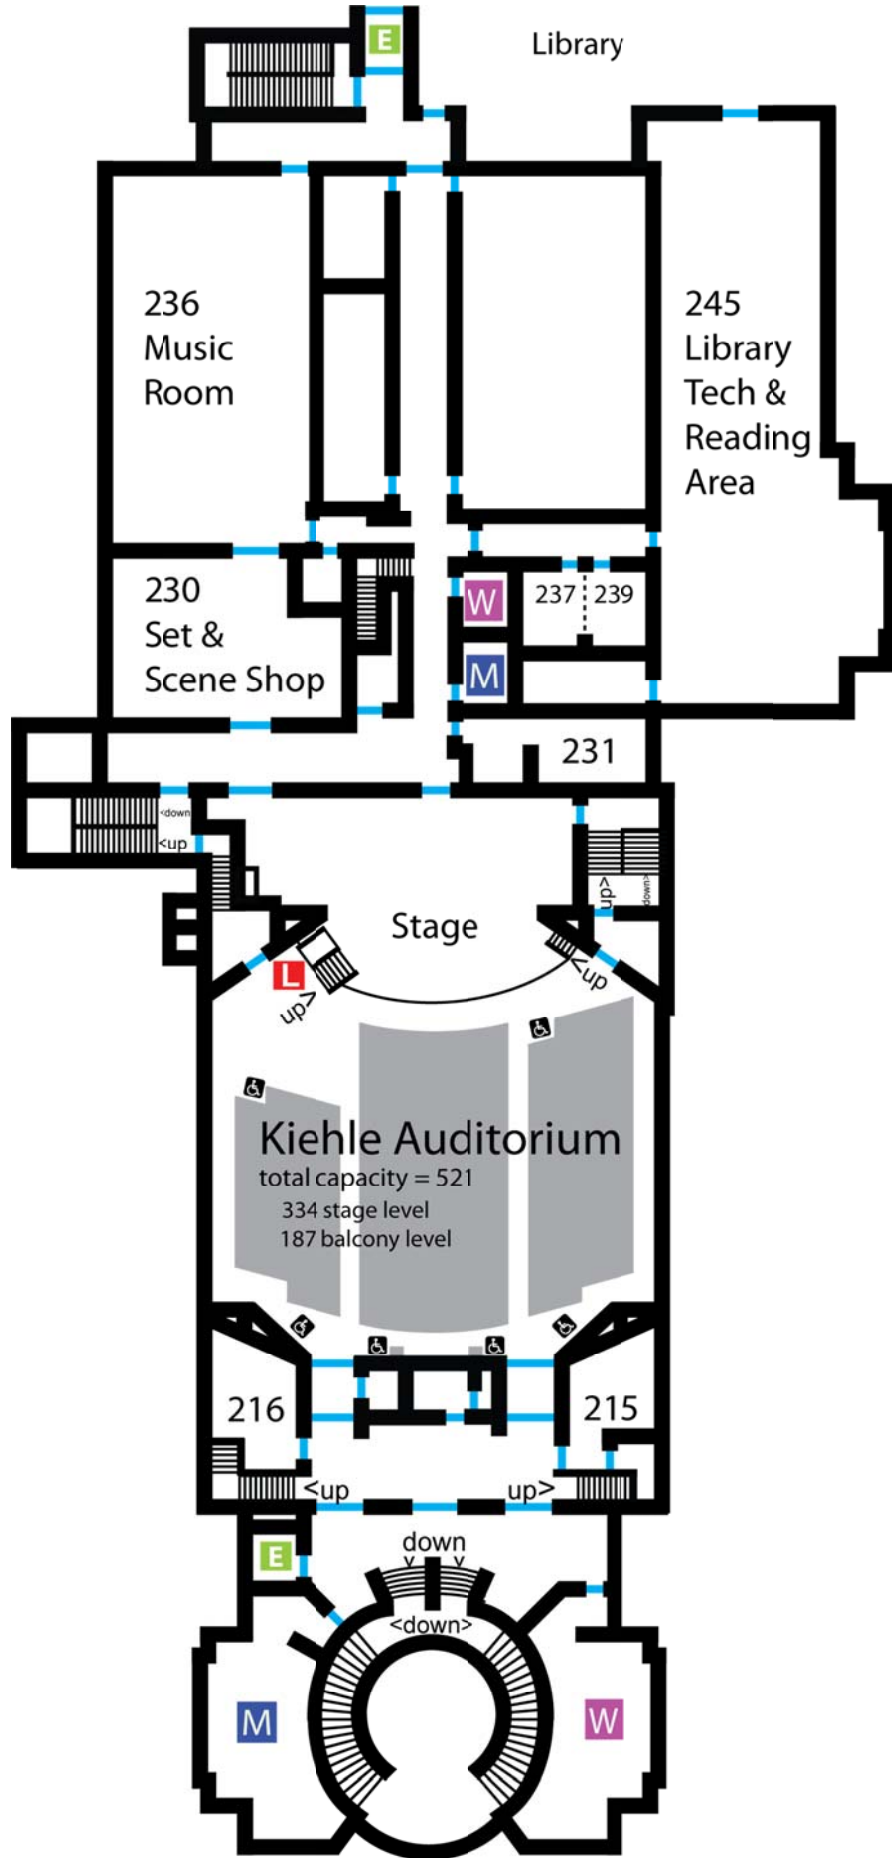 E
Library
236
Music
Room
245
Library
Tech &
Reading
Area
230
Set &
Scene Shop
W
237
239
M
231
<down
<up
<dn
down>
Stage
L
<dn
<up
Kiehle Auditorium
total capacity = 521
334 stage level
187 balcony level
216
215
<up
up>
E
down
<down>
M
W